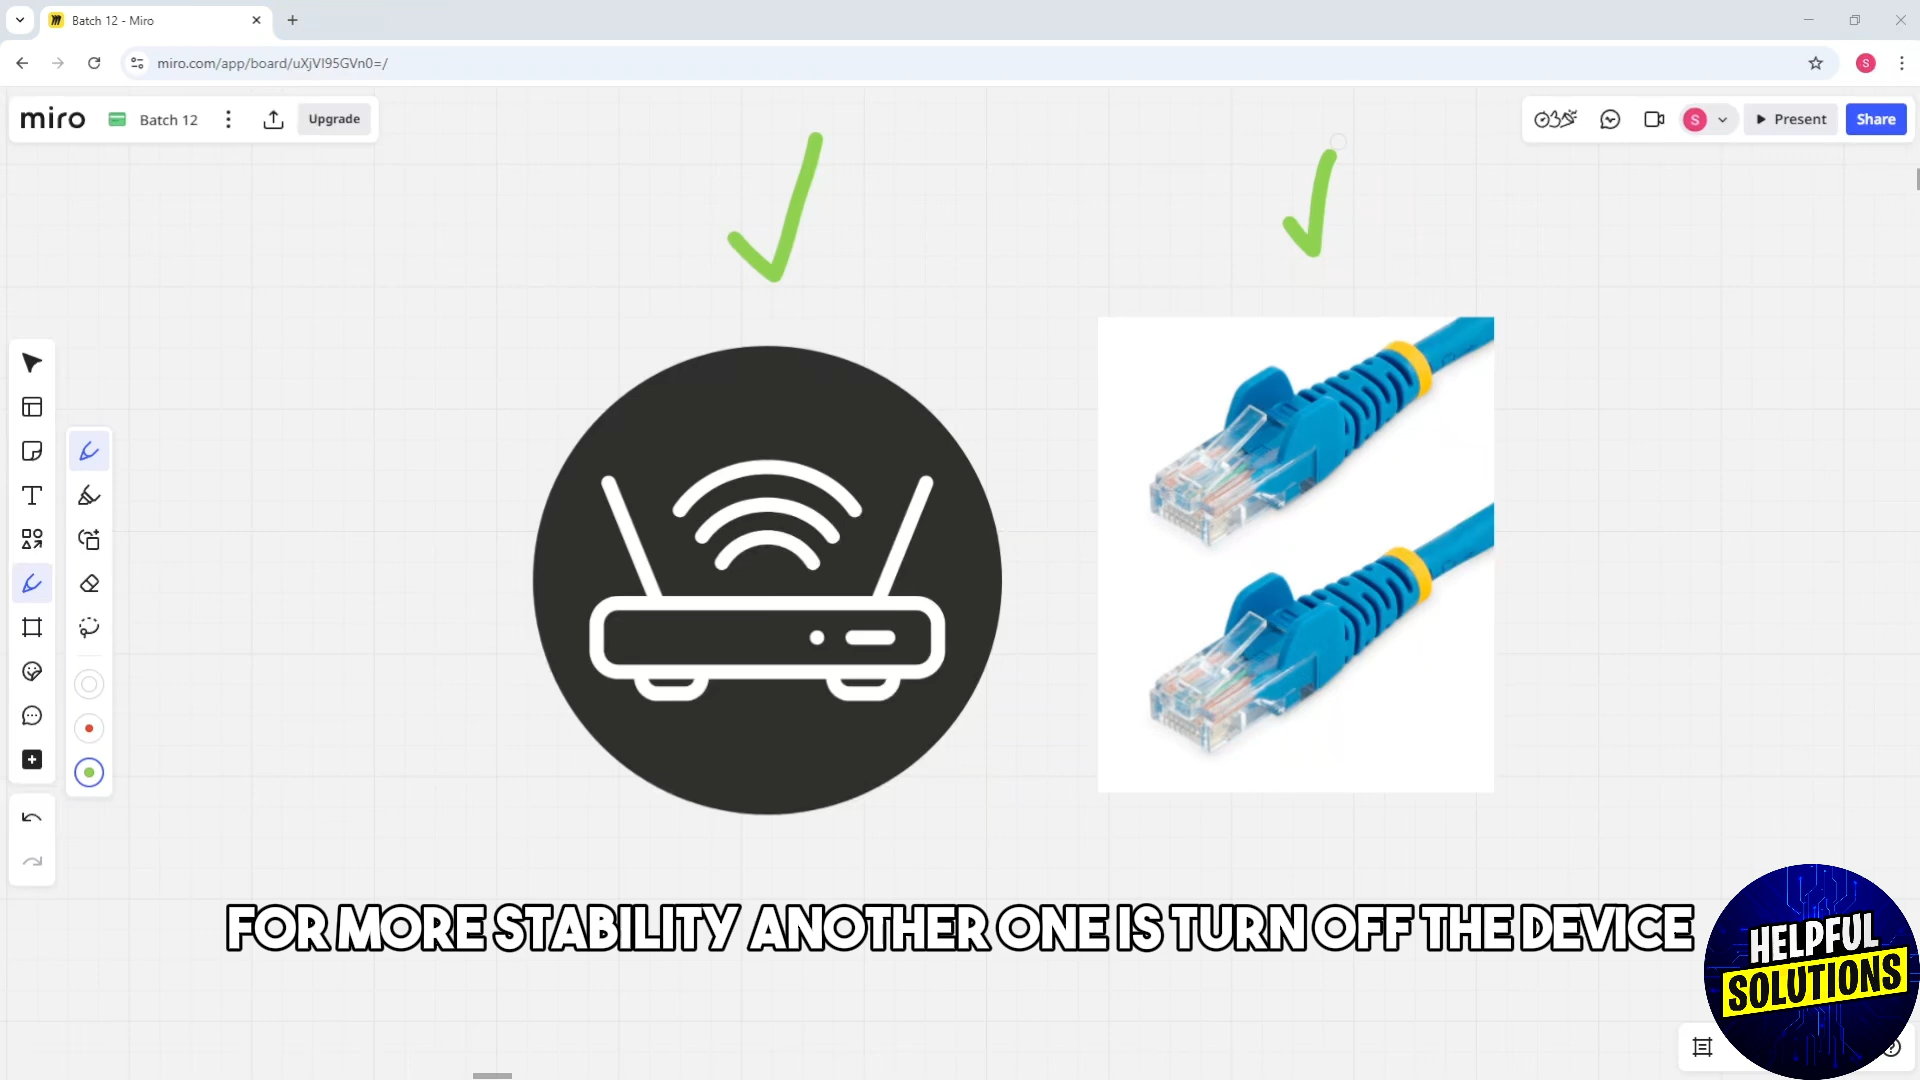 Batch 12 - Miro
miro.com/app/board/uXjVI95GVn0=/
S
miro
Batch 12
Upgrade
S
Present
Share
FOR MORE STABILITY ANOTHER ONE IS TURN OFF THE DEVICE
HELPFUL
SOLUTIONS